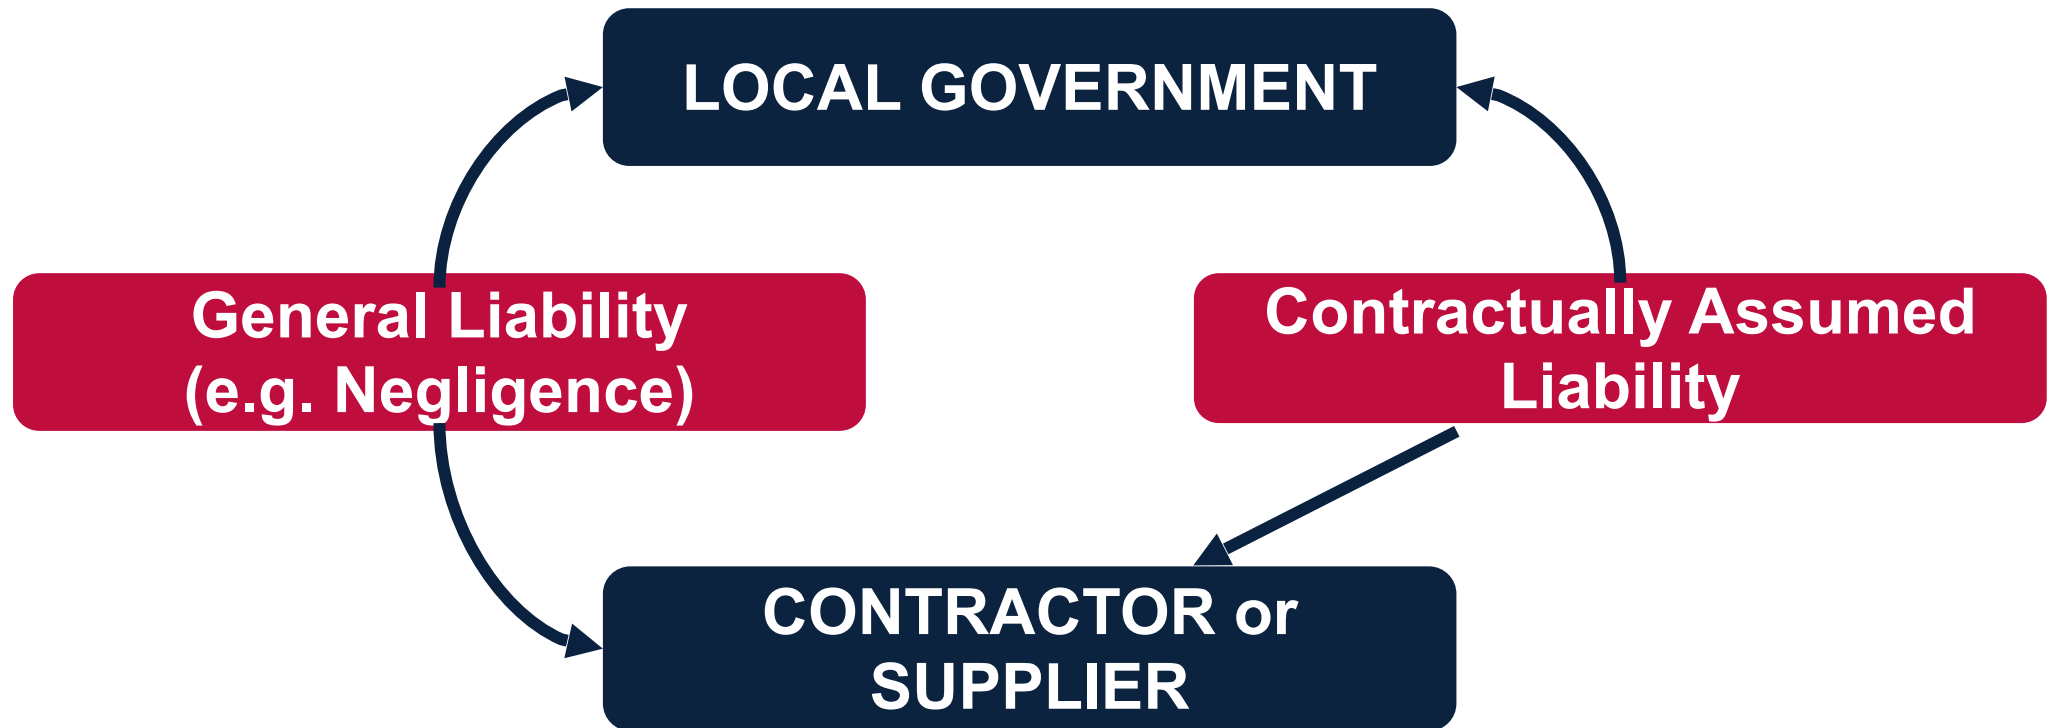 LOCAL GOVERNMENT
General Liability
(e.g. Negligence)
Contractually Assumed
Liability
CONTRACTOR or
SUPPLIER